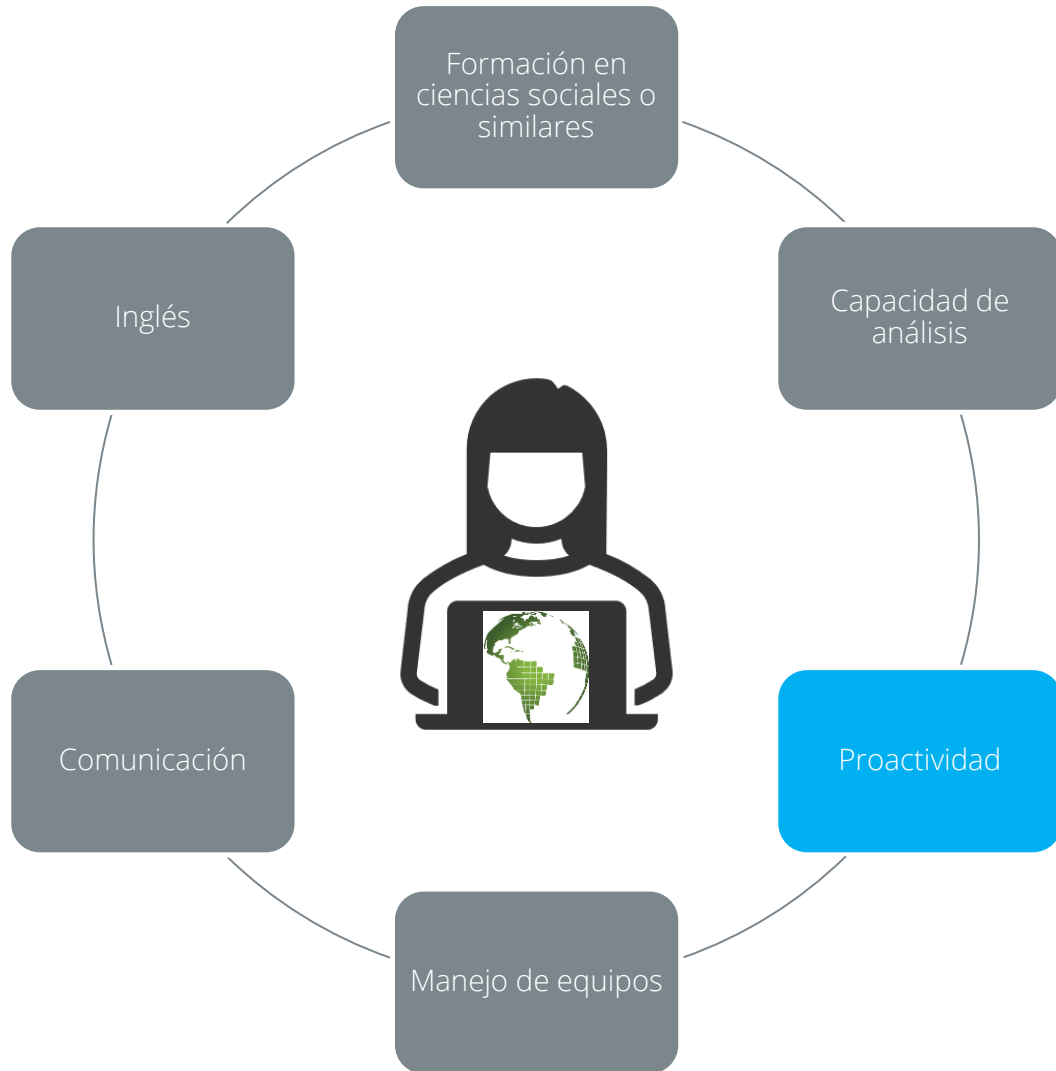 Formación en
ciencias sociales o
similares
Capacidad de
análisis
Proactividad
Manejo de equipos
Comunicación
Inglés